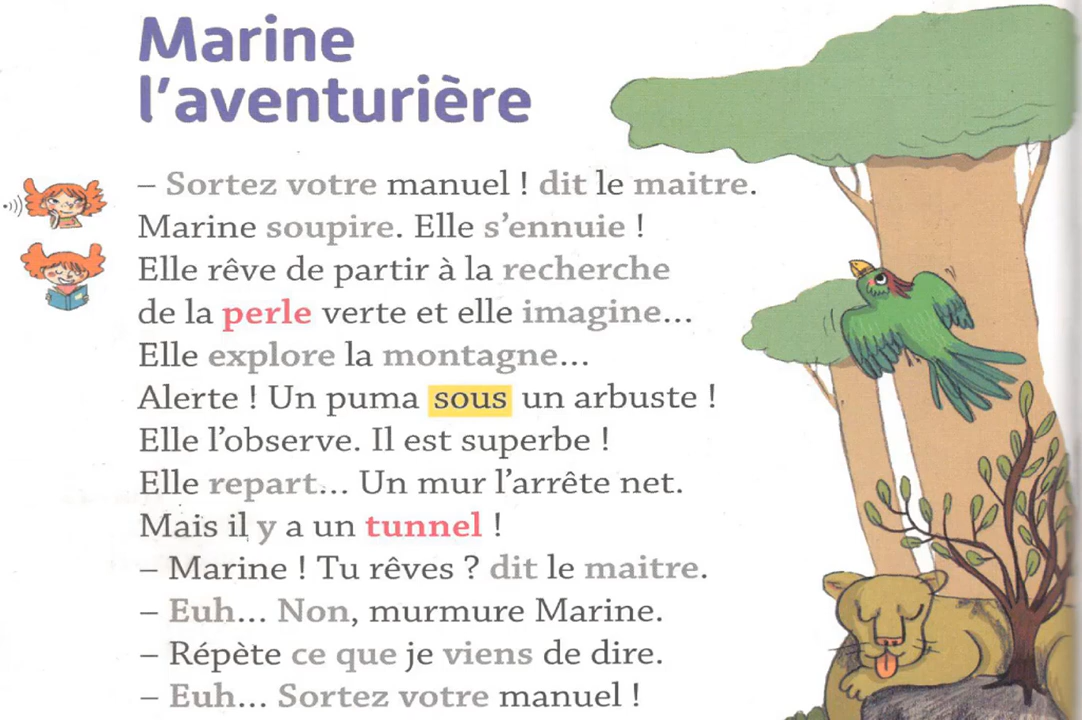 Marine
l'aventurière
– Sortez votre manuel ! dit le maitre.
Marine soupire. Elle s'ennuie !
Elle rêve de partir à la recherche
de la perle verte et elle imagine...
Elle explore la montagne...
Alerte ! Un puma sous un arbuste !
Elle l'observe. Il est superbe !
Elle repart... Un mur l'arrête net.
Mais il y a un tunnel !
– Marine ! Tu rêves ? dit le maitre.
– Euh... Non, murmure Marine.
– Répète ce que je viens de dire.
– Euh... Sortez votre manuel !